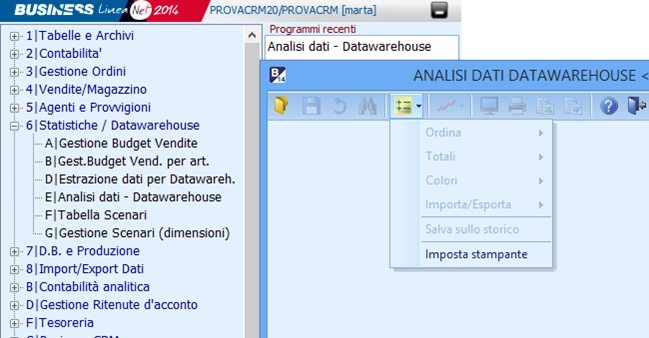 BUSINESS Linea Net 2014 PROVACRM20/PROVACRM [marta]
Programmi recenti
Analisi dati - Datawarehouse
1|Tabelle e Archivi
2|Contabilita'
3|Gestione Ordini
4|Vendite/Magazzino
5|Agenti e Provvigioni
6|Statistiche / Datawarehouse
A|Gestione Budget Vendite
B|Gest.Budget Vend. per art.
D|Estrazione dati per Datawareh.
E|Analisi dati - Datawarehouse
F|Tabella Scenari
G|Gestione Scenari (dimensioni)
7|D.B. e Produzione
8|Import/Export Dati
B|Contabilità analitica
D|Gestione Ritenute d'acconto
F|Tesoreria
ANALISI DATI DATAWAREHOUSE <
Ordina
Totali
Colori
Importa/Esporta
Salva sullo storico
Imposta stampante